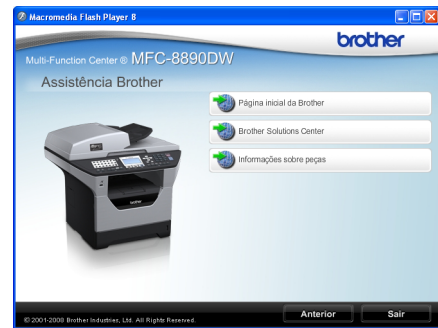 Macromedia Flash Player 8
brother
Multi-Function Center ® MFC-8890DW
Assistência Brother
Página inicial da Brother
Brother Solutions Center
Informações sobre peças
© 2001-2008 Brother Industries, Ltd. All Rights Reserved.
Anterior
Sair